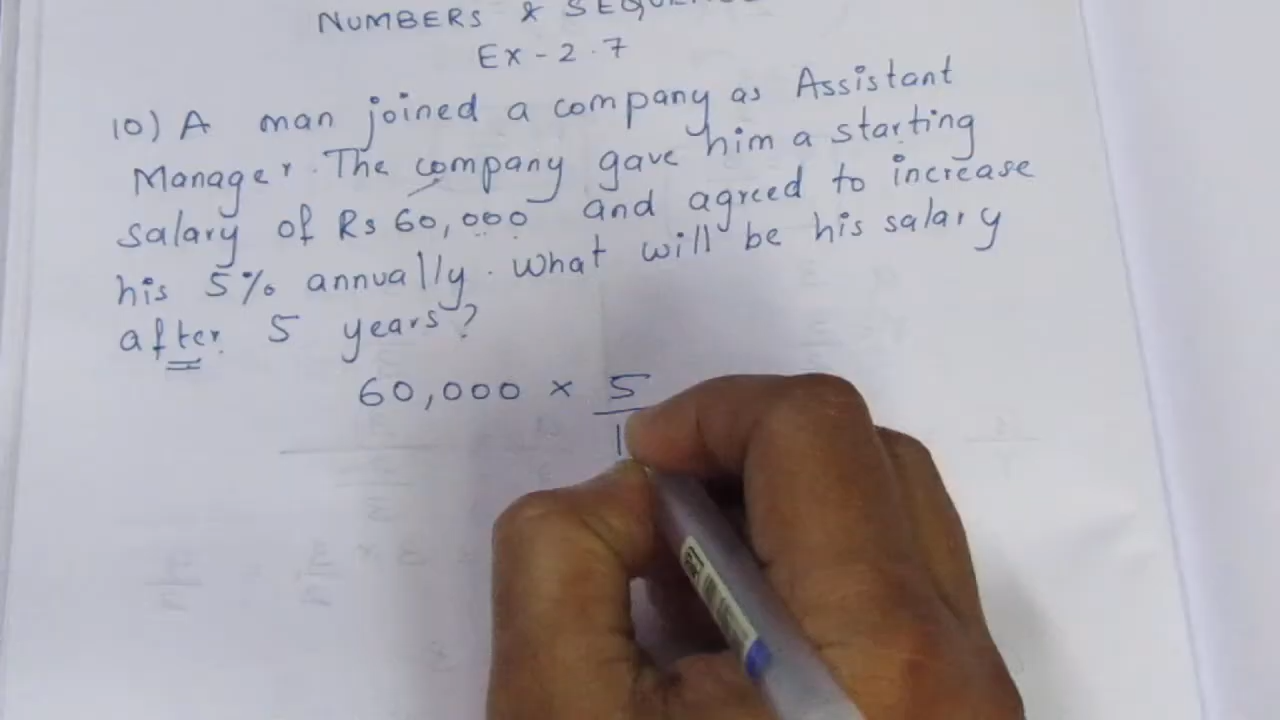 NUMBERS &
Ex-2.7
10) A man joined a company as Assistant
Manager. The company gave him a starting
salary of Rs 60,000 and agreed to increase
his 5% annually. What will be his salary
after 5 years?
60,000 × 5
1